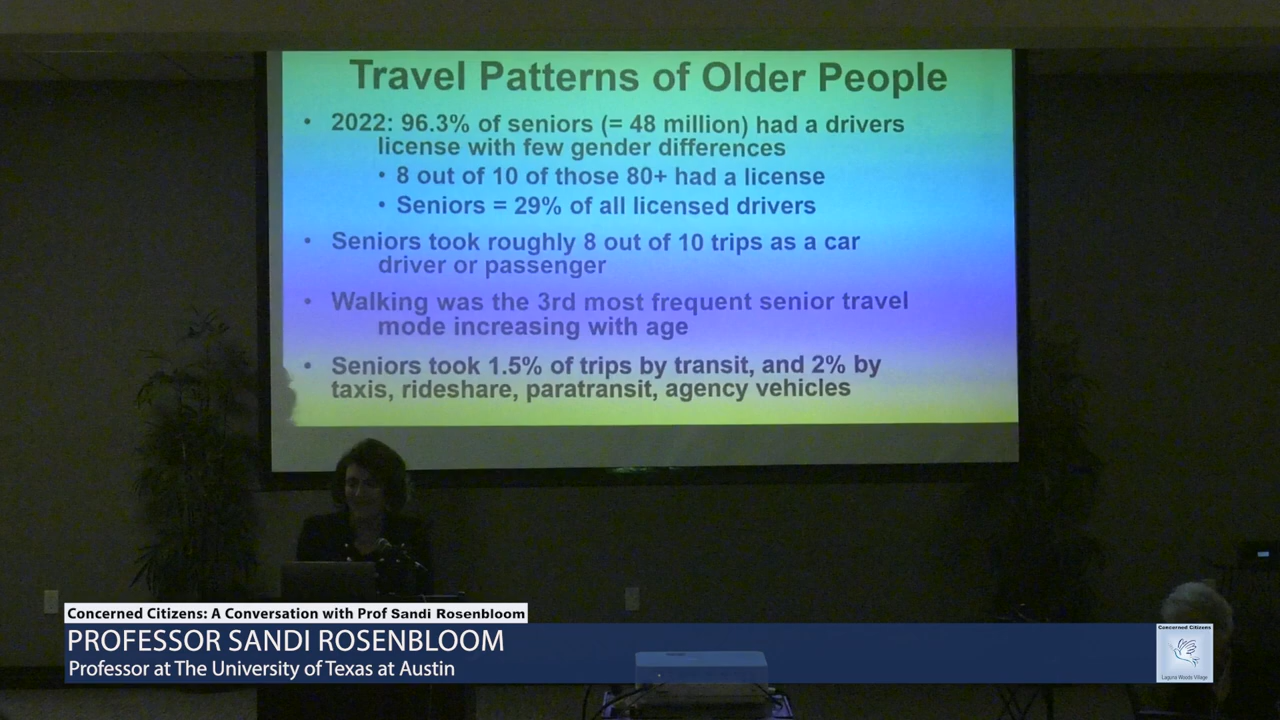 Travel Patterns of Older People
• 2022: 96.3% of seniors (= 48 million) had a drivers
license with few gender differences
• 8 out of 10 of those 80+ had a license
• Seniors = 29% of all licensed drivers
• Seniors took roughly 8 out of 10 trips as a car
driver or passenger
• Walking was the 3rd most frequent senior travel
mode increasing with age
• Seniors took 1.5% of trips by transit, and 2% by
taxis, rideshare, paratransit, agency vehicles
Concerned Citizens: A Conversation with Prof Sandi Rosenbloom
PROFESSOR SANDI ROSENBLOOM
Professor at The University of Texas at Austin
Concerned Citizens
Laguna Woods Village